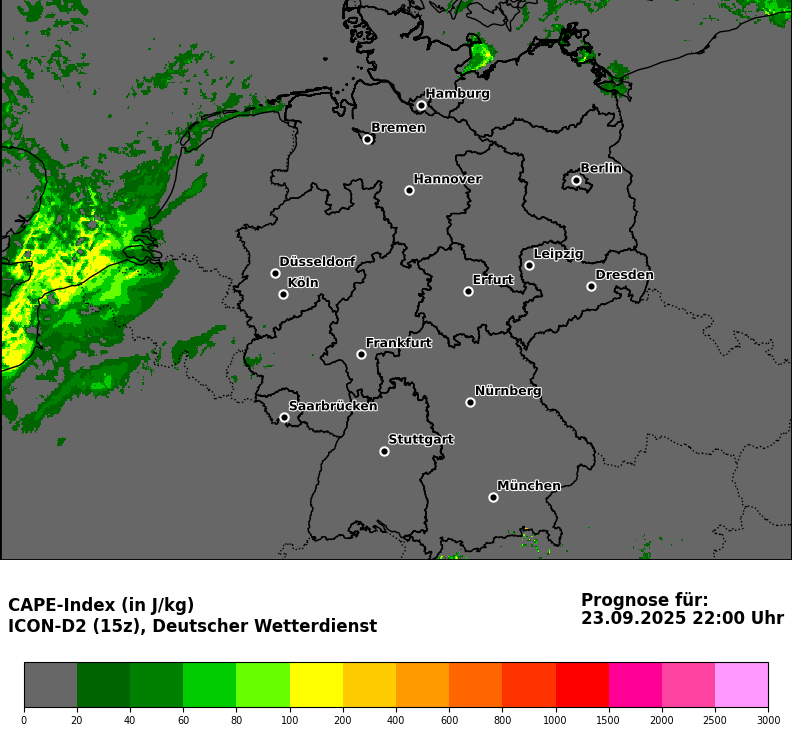 Hamburg
Bremen
Berlin
Hannover
Leipzig
Düsseldorf
Dresden
Köln
Erfurt
Frankfurt
Nürnberg
Saarbrücken
Stuttgart
München
CAPE-Index (in J/kg)
ICON-D2 (15z), Deutscher Wetterdienst
Prognose für:
23.09.2025 22:00 Uhr
0 20 40 60 80 100 200 400 600 800 1000 1500 2000 2500 3000